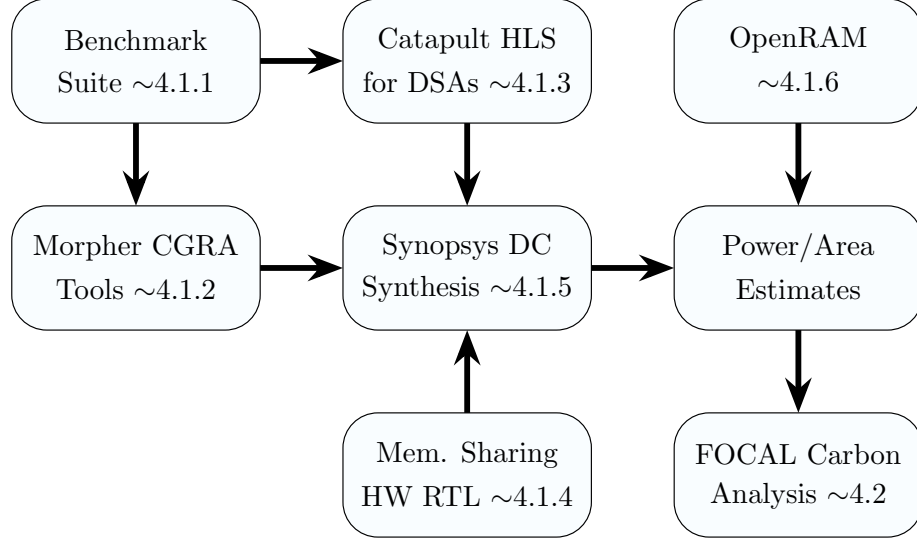 Benchmark
Suite ~4.1.1
Catapult HLS
for DSAs ~4.1.3
OpenRAM
~4.1.6
Morpher CGRA
Tools ~4.1.2
Synopsys DC
Synthesis ~4.1.5
Power/Area
Estimates
Mem. Sharing
HW RTL ~4.1.4
FOCAL Carbon
Analysis ~4.2